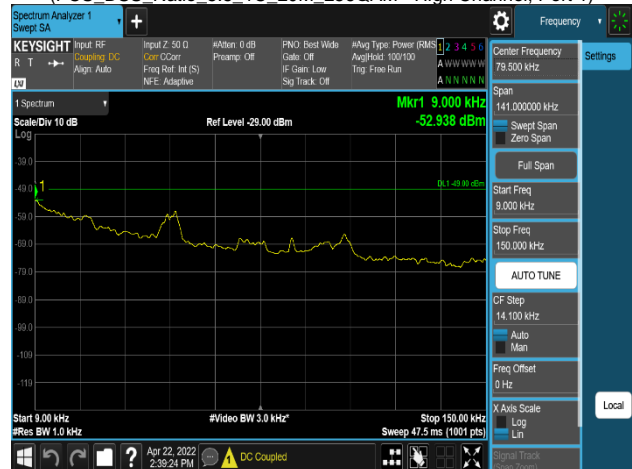 Spectrum Analyzer 1
Swept SA
Frequency
KEYSIGHT
R T
Input: RF
Coupling: DC
Align: Auto
Input Z: 50 Ω
Corr CCorr
Freq Ref: Int (S)
NFE: Adaptive
#Atten: 0 dB
Preamp: Off
PNO: Best Wide
Gate: Off
IF Gain: Low
Sig Track: Off
#Avg Type: Power (RMS
Avg|Hold: 100/100
Trig: Free Run
1 2 3 4 5 6
A W W W W W
A N N N N N
1 Spectrum
Scale/Div 10 dB
Log
Ref Level -29.00 dBm
Mkr1 9.000 kHz
-52.938 dBm
-39.0
-49.0
1
DL1 -49.00 dBm
-59.0
-69.0
-79.0
-89.0
-99.0
-109
-119
Start 9.00 kHz
#Res BW 1.0 kHz
#Video BW 3.0 kHz*
Stop 150.00 kHz
Sweep 47.5 ms (1001 pts)
Center Frequency
79.500 kHz
Span
141.000000 kHz
Swept Span
Zero Span
Full Span
Start Freq
9.000 kHz
Stop Freq
150.000 kHz
AUTO TUNE
CF Step
14.100 kHz
Auto
Man
Freq Offset
0 Hz
X Axis Scale
Log
Lin
Signal Track
(Span Zoom)
Settings
Local
?
Apr 22, 2022
2:39:24 PM
DC Coupled